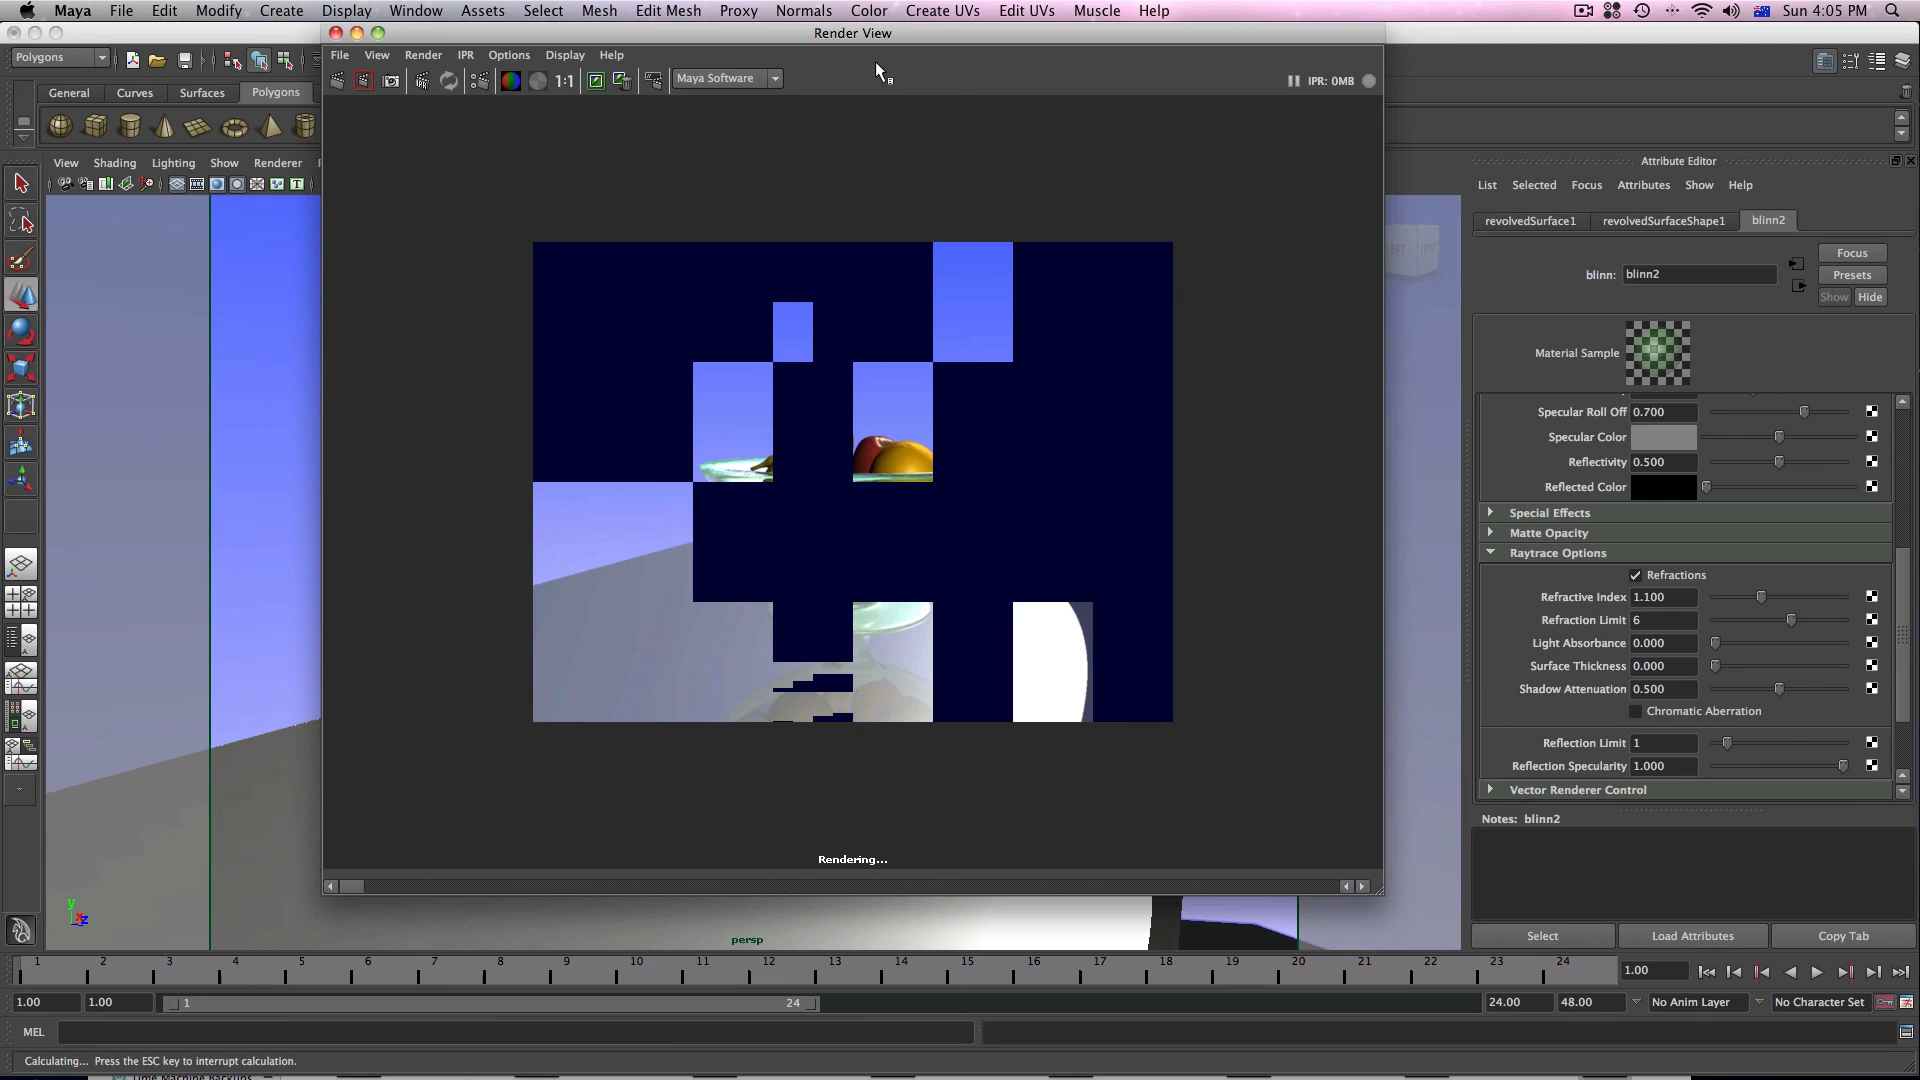 Maya File Edit Modify Create Display Window Assets Select Mesh Edit Mesh Proxy Normals Color Create UVs Edit UVs Muscle Help Sun 4:05 PM
Render View
Polygons
File View Render IPR Options Display Help
1:1 Maya Software IPR: 0MB
General Curves Surfaces Polygons
View Shading Lighting Show Renderer
Attribute Editor
List Selected Focus Attributes Show Help
revolvedSurface1 revolvedSurfaceShape1 blinn2
Focus
blinn: blinn2
Presets
Show Hide
Material Sample
Specular Roll Off 0.700
Specular Color
Reflectivity 0.500
Reflected Color
Special Effects
Matte Opacity
Raytrace Options
Refractions
Refractive Index 1.100
Refraction Limit 6
Light Absorbance 0.000
Surface Thickness 0.000
Shadow Attenuation 0.500
Chromatic Aberration
Reflection Limit 1
Reflection Specularity 1.000
Vector Renderer Control
Notes: blinn2
Rendering...
y
x z
persp
Select Load Attributes Copy Tab
1 2 3 4 5 6 7 8 9 10 11 12 13 14 15 16 17 18 19 20 21 22 23 24 1.00
1.00 1.00 1 24 24.00 48.00 No Anim Layer No Character Set
MEL
Calculating... Press the ESC key to interrupt calculation.